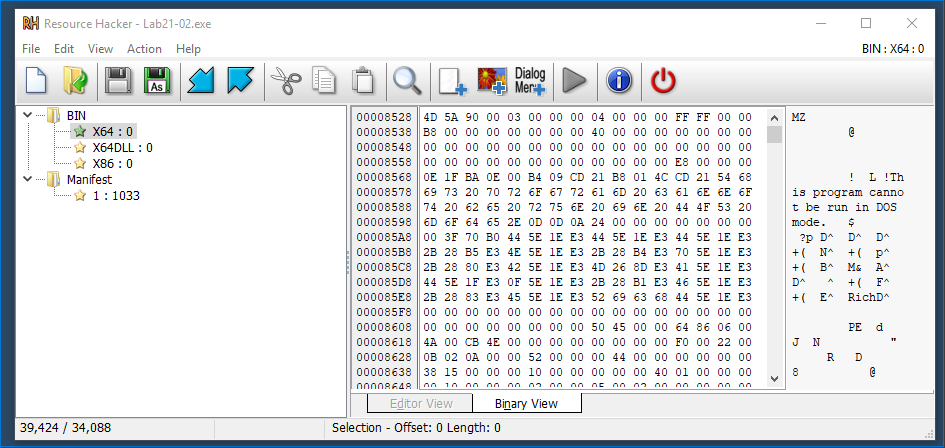 Resource Hacker - Lab21-02.exe
File Edit View Action Help
BIN : X64 : 0
As
Dialog
Menu
BIN
X64 : 0
X64DLL : 0
X86 : 0
Manifest
1 : 1033
00008528 4D 5A 90 00 03 00 00 00 04 00 00 00 FF FF 00 00 MZ
00008538 B8 00 00 00 00 00 00 00 40 00 00 00 00 00 00 00 @
00008548 00 00 00 00 00 00 00 00 00 00 00 00 00 00 00 00
00008558 00 00 00 00 00 00 00 00 00 00 00 00 E8 00 00 00
00008568 0E 1F BA 0E 00 B4 09 CD 21 B8 01 4C CD 21 54 68 ! L !Th
00008578 69 73 20 70 72 6F 67 72 61 6D 20 63 61 6E 6E 6F is program canno
00008588 74 20 62 65 20 72 75 6E 20 69 6E 20 44 4F 53 20 t be run in DOS
00008598 6D 6F 64 65 2E 0D 0D 0A 24 00 00 00 00 00 00 00 mode. $
000085A8 00 3F 70 B0 44 5E 1E E3 44 5E 1E E3 44 5E 1E E3 ?p D^ D^ D^
000085B8 2B 28 B5 E3 4E 5E 1E E3 2B 28 B4 E3 70 5E 1E E3 +( N^ +( p^
000085C8 2B 28 80 E3 42 5E 1E E3 4D 26 8D E3 41 5E 1E E3 +( B^ M& A^
000085D8 44 5E 1F E3 0F 5E 1E E3 2B 28 B1 E3 46 5E 1E E3 D^ ^ +( F^
000085E8 2B 28 83 E3 45 5E 1E E3 52 69 63 68 44 5E 1E E3 +( E^ RichD^
000085F8 00 00 00 00 00 00 00 00 00 00 00 00 00 00 00 00
00008608 00 00 00 00 00 00 00 00 50 45 00 00 64 86 06 00 PE d
00008618 4A 00 CB 4E 00 00 00 00 00 00 00 00 F0 00 22 00 J N "
00008628 0B 02 0A 00 00 52 00 00 00 44 00 00 00 00 00 00 R D
00008638 38 15 00 00 00 10 00 00 00 00 00 40 01 00 00 00 8 @
00008648 00 10 00 00 00 02 00 00 05 00 02 00 00 00 00 00
Editor View Binary View
39,424 / 34,088 Selection - Offset: 0 Length: 0